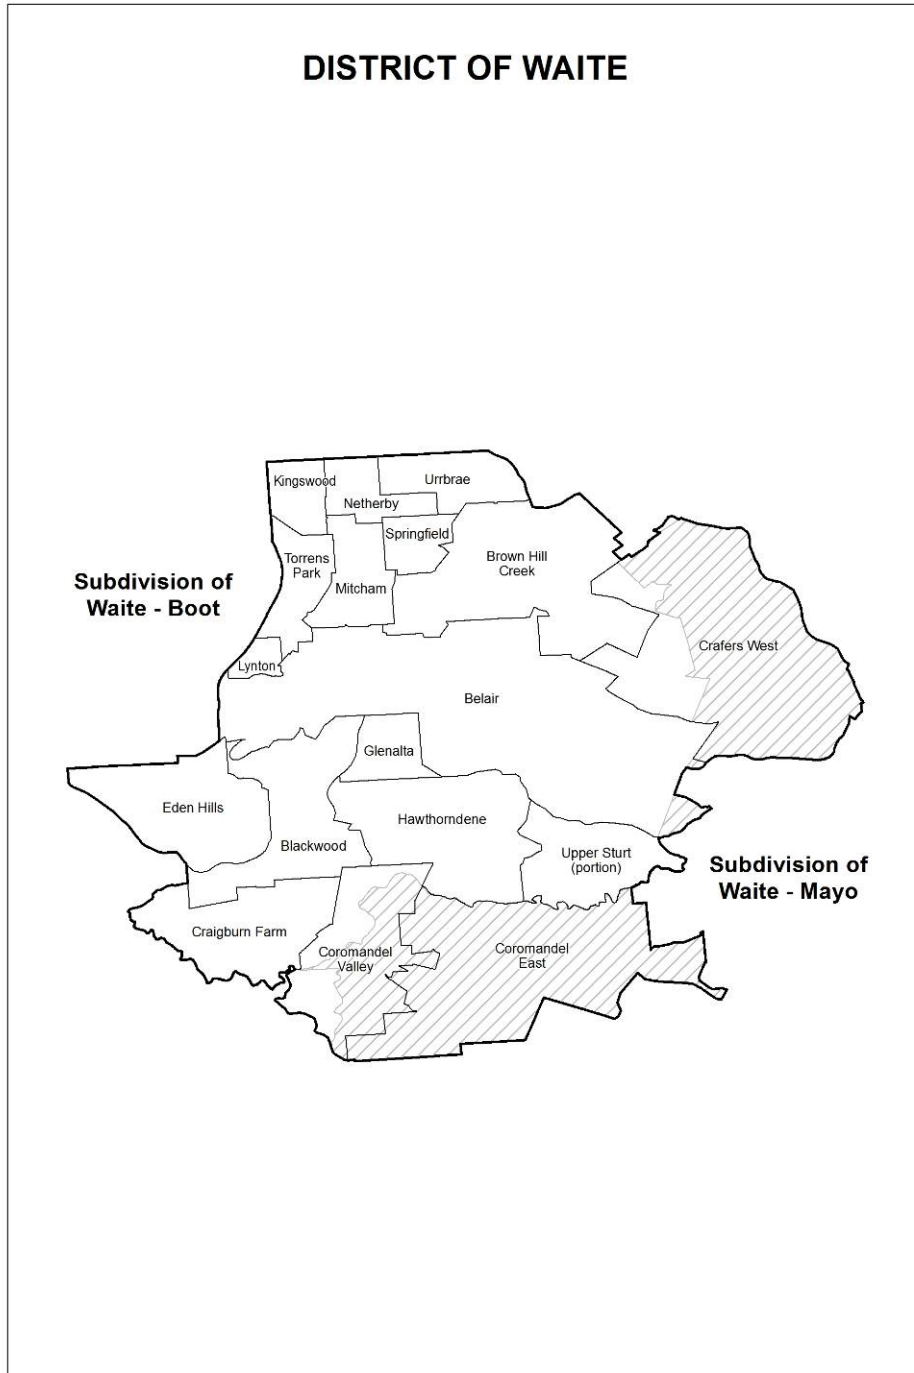 DISTRICT OF WAITE
Kingswood
Urrbrae
Netherby
Springfield
Torrens
Park
Brown Hill
Creek
Subdivision of
Waite - Boot
Mitcham
Crafers West
Lynton
Belair
Glenalta
Eden Hills
Hawthorndene
Blackwood
Upper Sturt
(portion)
Subdivision of
Waite - Mayo
Craigburn Farm
Coromandel
Valley
Coromandel
East